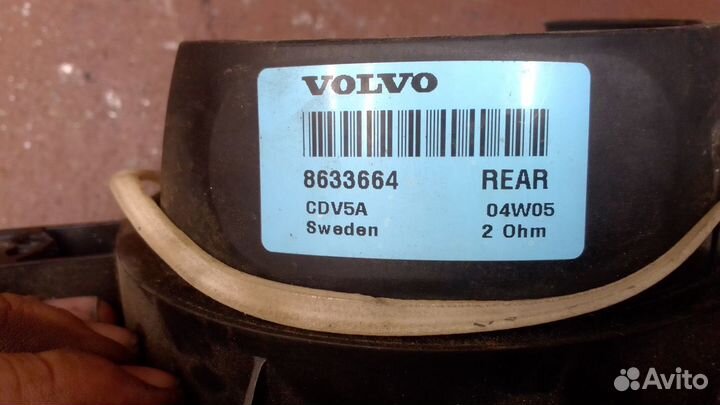 VOLVO
8633664 REAR
CDV5A 04W05
Sweden 2 Ohm
Avito